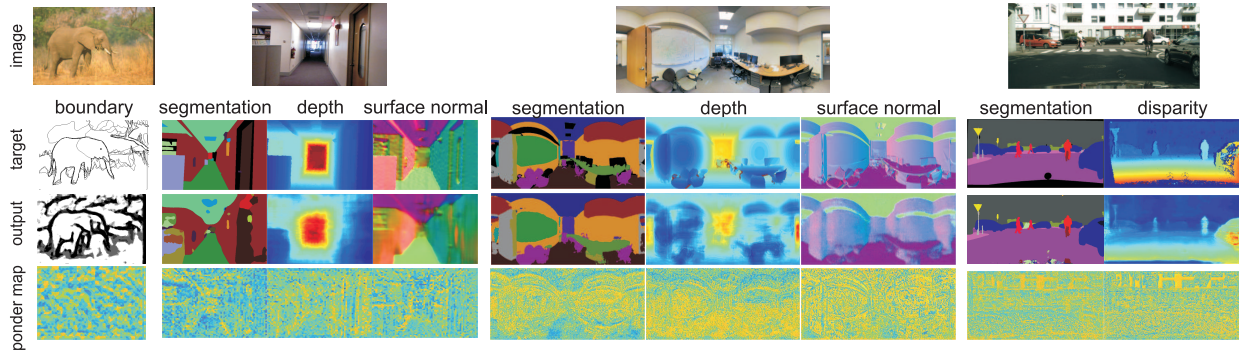 image
boundary
segmentation depth surface normal
segmentation depth surface normal
segmentation disparity
target
output
ponder map